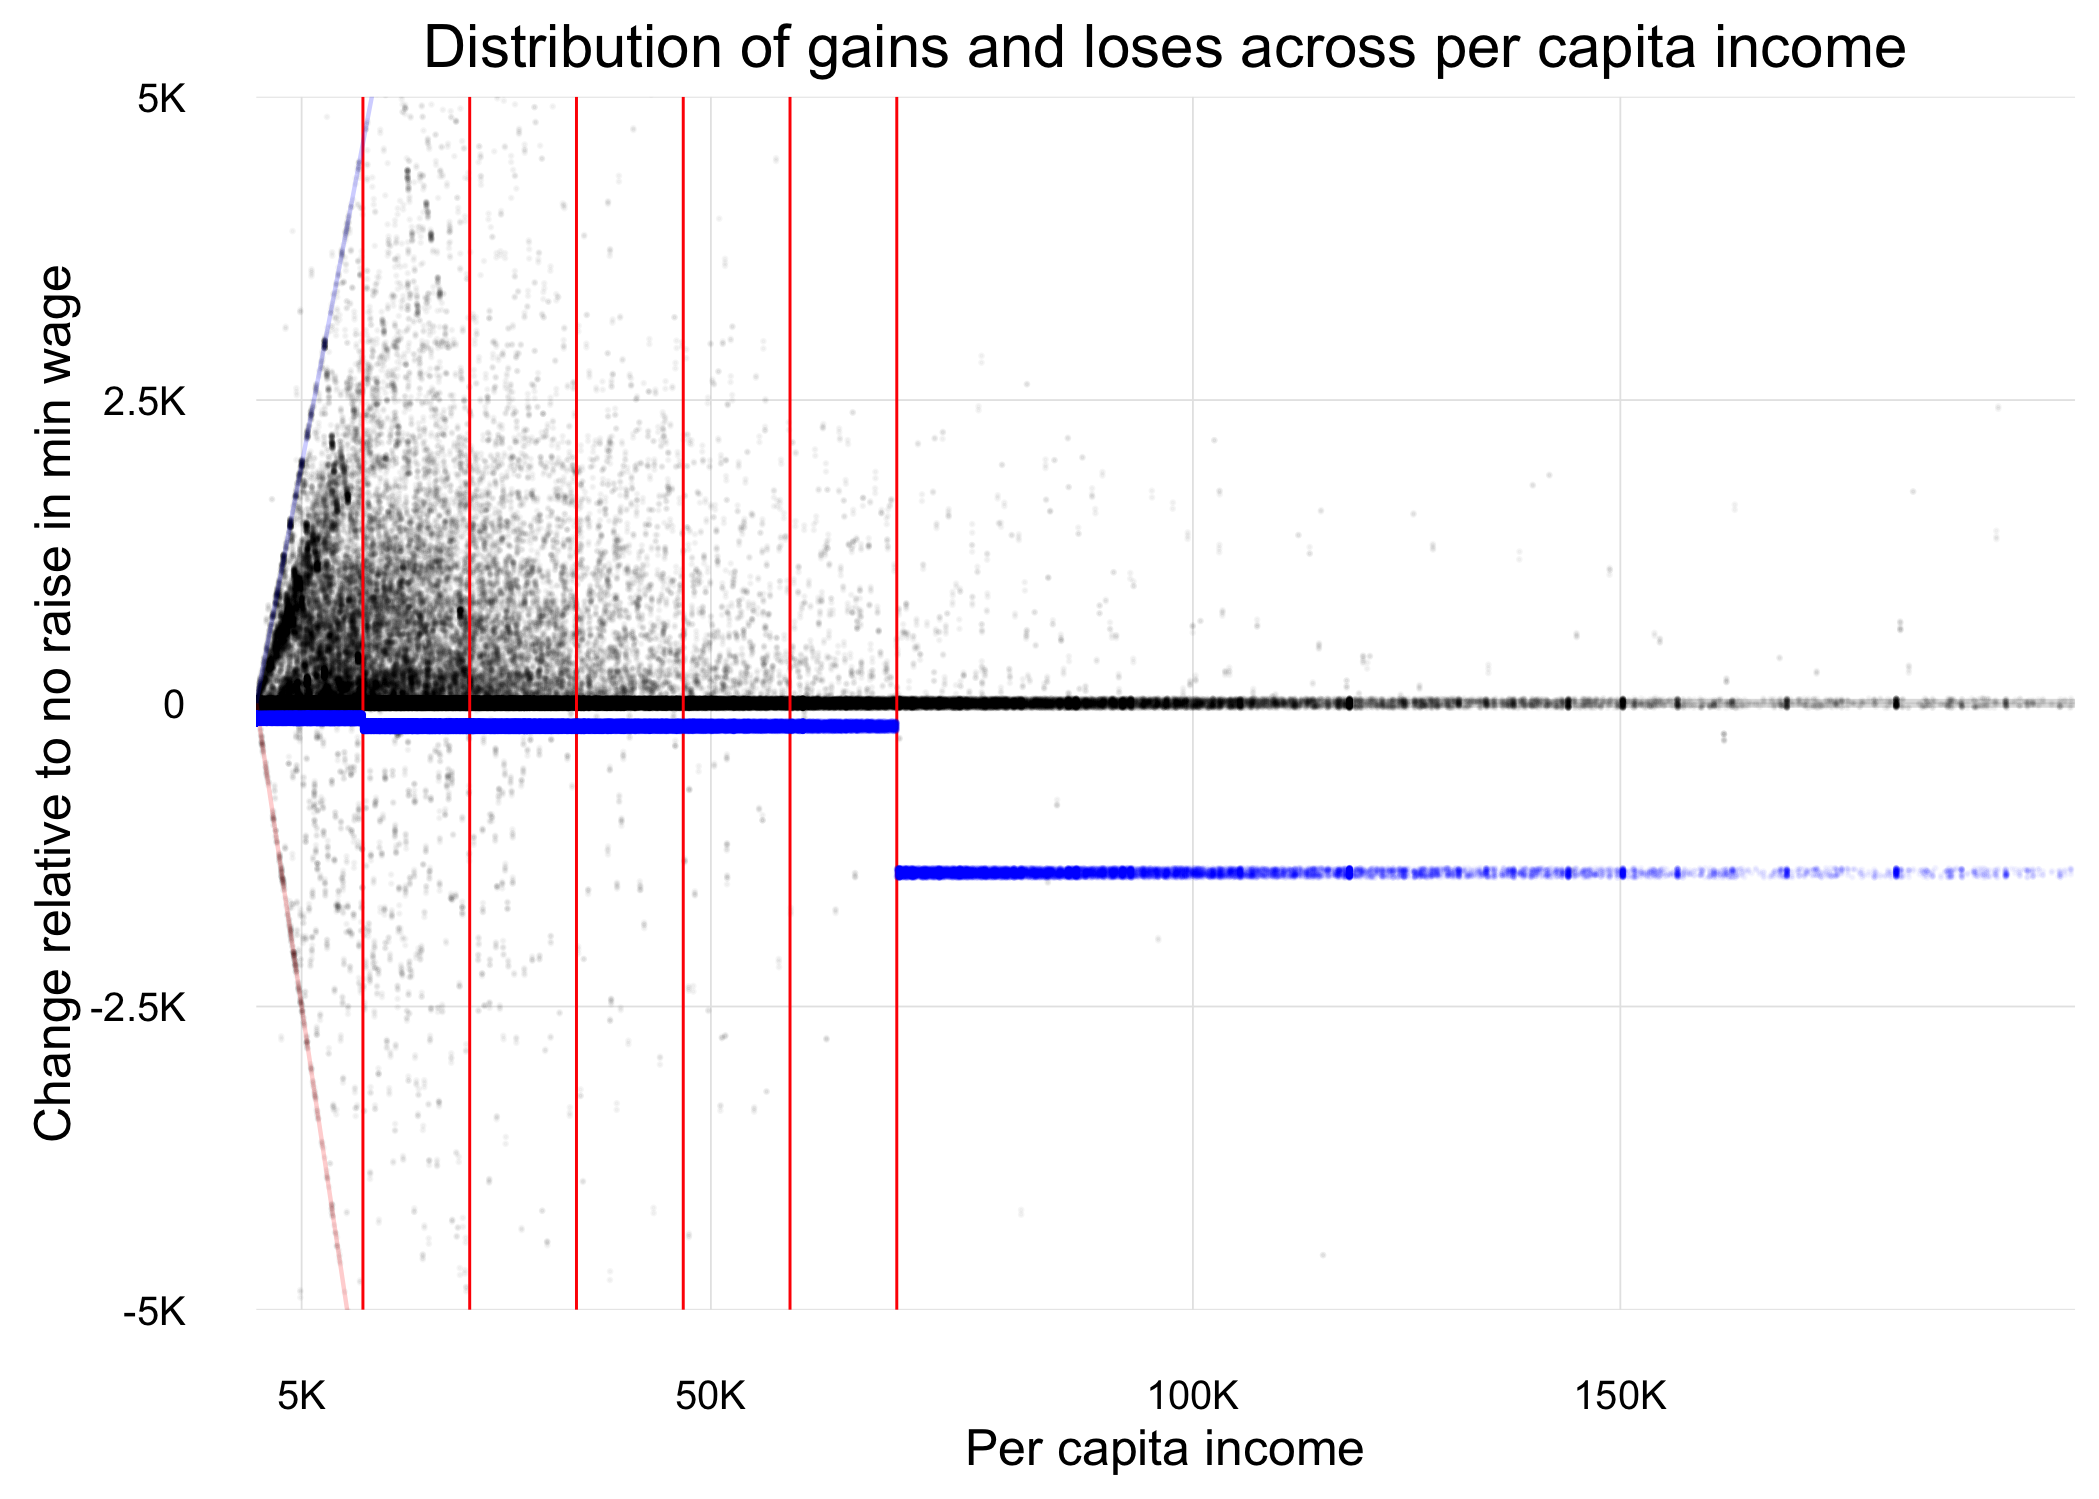 Distribution of gains and loses across per capita income
Change relative to no raise in min wage
5K
2.5K
0
-2.5K
-5K
5K 50K 100K 150K
Per capita income